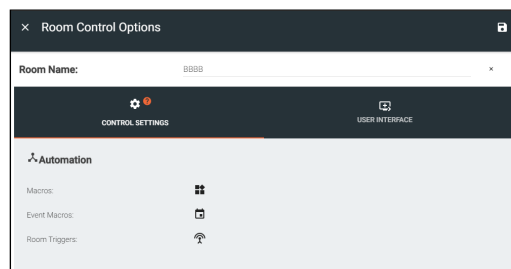 × Room Control Options
Room Name: BBBB ×
?
CONTROL SETTINGS
USER INTERFACE
Automation
Macros:
Event Macros:
Room Triggers: